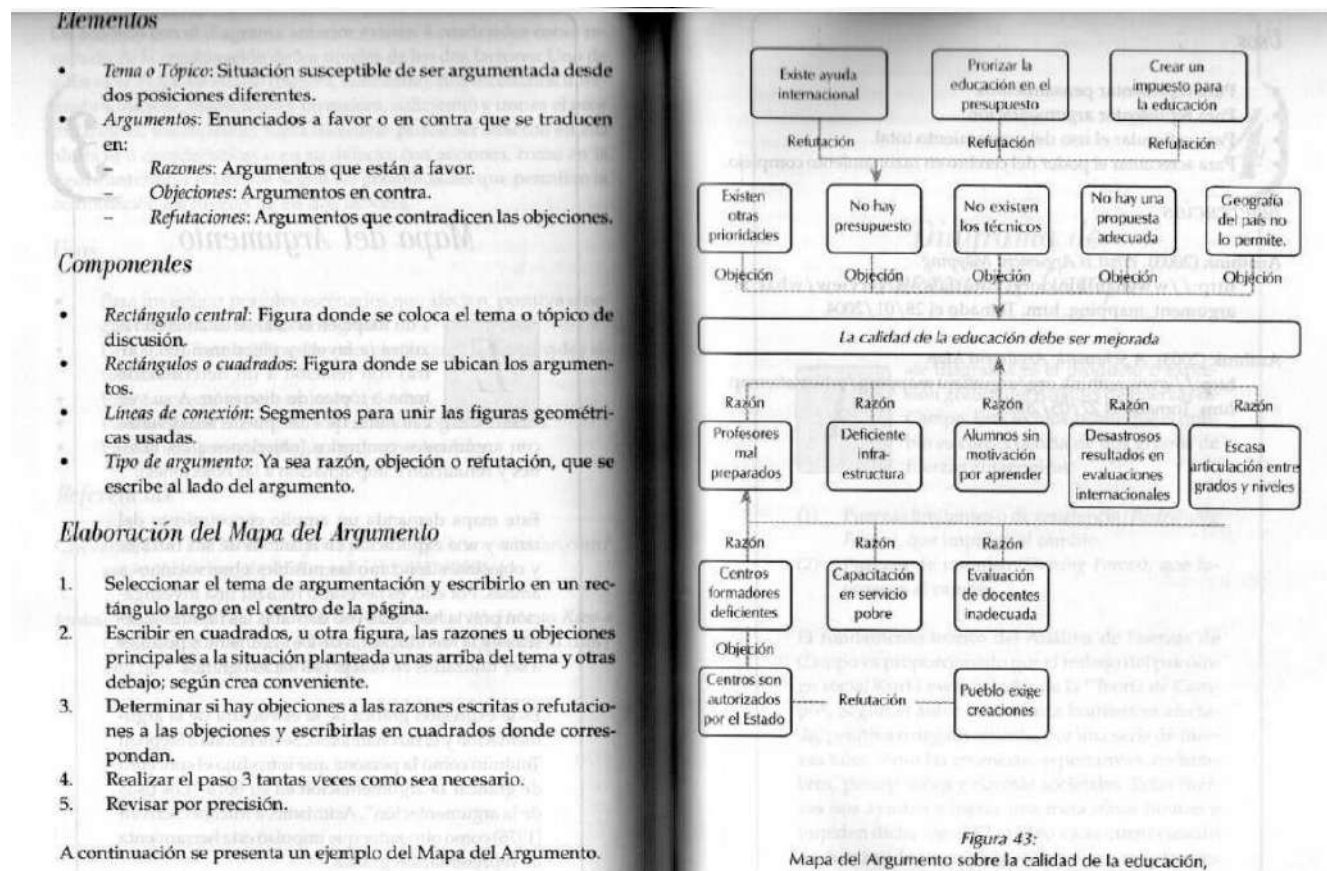 Elementos
• Tema o Tópico: Situación susceptible de ser argumentada desde
dos posiciones diferentes.
• Argumentos: Enunciados a favor o en contra que se traducen
en:
– Razones: Argumentos que están a favor.
Objeciones: Argumentos en contra.
– Refutaciones: Argumentos que contradicen las objeciones.
Componentes
• Rectángulo central: Figura donde se coloca el tema o tópico de
discusión.
• Rectángulos o cuadrados: Figura donde se ubican los argumen-
tos.
• Líneas de conexión: Segmentos para unir las figuras geométri-
cas usadas.
• Tipo de argumento: Ya sea razón, objeción o refutación, que se
escribe al lado del argumento.
Elaboración del Mapa del Argumento
1. Seleccionar el tema de argumentación y escribirlo en un rec-
tángulo largo en el centro de la página.
2. Escribir en cuadrados, u otra figura, las razones u objeciones
principales a la situación planteada unas arriba del tema y otras
debajo; según crea conveniente.
3. Determinar si hay objeciones a las razones escritas o refutacio-
nes a las objeciones y escribirlas en cuadrados donde corres-
pondan.
4. Realizar el paso 3 tantas veces como sea necesario.
5. Revisar por precisión.
A continuación se presenta un ejemplo del Mapa del Argumento.
Existe ayuda
internacional
Prorizar la
educación en el
presupuesto
Crear un
impuesto para
la educación
Refutación
Refutación
Refutación
Existen
otras
prioridades
No hay
presupuesto
No existen
los técnicos
No hay una
propuesta
adecuada
Geografía
del país no
lo permite.
Objeción
Objeción
Objeción
Objeción
Objeción
La calidad de la educación debe ser mejorada
Razón
Razón
Razón
Razón
Razón
Profesores
mal
preparados
Deficiente
infra-
estructura
Alumnos sin
motivación
por aprender
Desastrosos
resultados en
evaluaciones
internacionales
Escasa
articulación entre
grados y niveles
Razón
Razón
Razón
Centros
formadores
deficientes
Capacitación
en servicio
pobre
Evaluación
de docentes
inadecuada
Objeción
Centros son
autorizados
por el Estado
Refutación
Pueblo exige
creaciones
Figura 43:
Mapa del Argumento sobre la calidad de la educación,